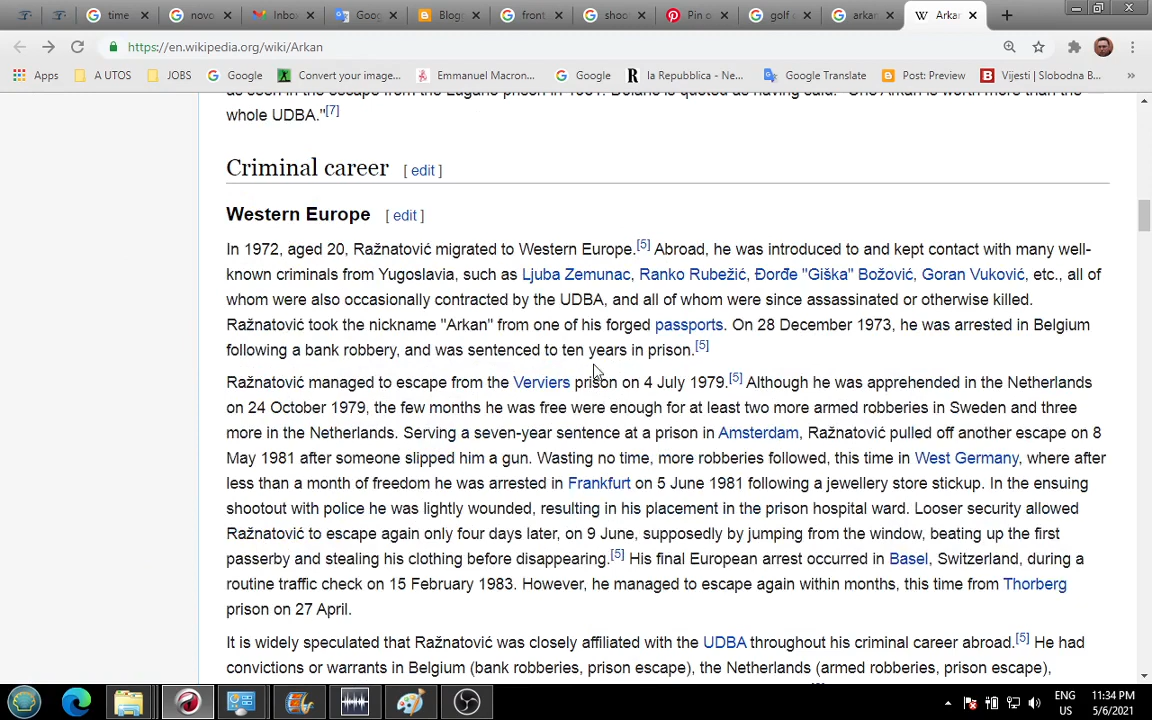 time
novo
Inbo
Goog
Blog
front
shoe
Pin o
golf
arkan
Arkan
https://en.wikipedia.org/wiki/Arkan
Apps
A UTOS
JOBS
Google
Convert your image...
Emmanuel Macron...
Google
la Repubblica - Ne...
Google Translate
Post: Preview
Vijesti | Slobodna B...
whole UDBA."[7]
Criminal career [ edit ]
Western Europe [ edit ]
In 1972, aged 20, Ražnatović migrated to Western Europe.[5] Abroad, he was introduced to and kept contact with many well-
known criminals from Yugoslavia, such as Ljuba Zemunac, Ranko Rubežić, Đorđe "Giška" Božović, Goran Vuković, etc., all of
whom were also occasionally contracted by the UDBA, and all of whom were since assassinated or otherwise killed.
Ražnatović took the nickname "Arkan" from one of his forged passports. On 28 December 1973, he was arrested in Belgium
following a bank robbery, and was sentenced to ten years in prison.[5]
Ražnatović managed to escape from the Verviers prison on 4 July 1979.[5] Although he was apprehended in the Netherlands
on 24 October 1979, the few months he was free were enough for at least two more armed robberies in Sweden and three
more in the Netherlands. Serving a seven-year sentence at a prison in Amsterdam, Ražnatović pulled off another escape on 8
May 1981 after someone slipped him a gun. Wasting no time, more robberies followed, this time in West Germany, where after
less than a month of freedom he was arrested in Frankfurt on 5 June 1981 following a jewellery store stickup. In the ensuing
shootout with police he was lightly wounded, resulting in his placement in the prison hospital ward. Looser security allowed
Ražnatović to escape again only four days later, on 9 June, supposedly by jumping from the window, beating up the first
passerby and stealing his clothing before disappearing.[5] His final European arrest occurred in Basel, Switzerland, during a
routine traffic check on 15 February 1983. However, he managed to escape again within months, this time from Thorberg
prison on 27 April.
It is widely speculated that Ražnatović was closely affiliated with the UDBA throughout his criminal career abroad.[5] He had
convictions or warrants in Belgium (bank robberies, prison escape), the Netherlands (armed robberies, prison escape),
ENG
US
11:34 PM
5/6/2021